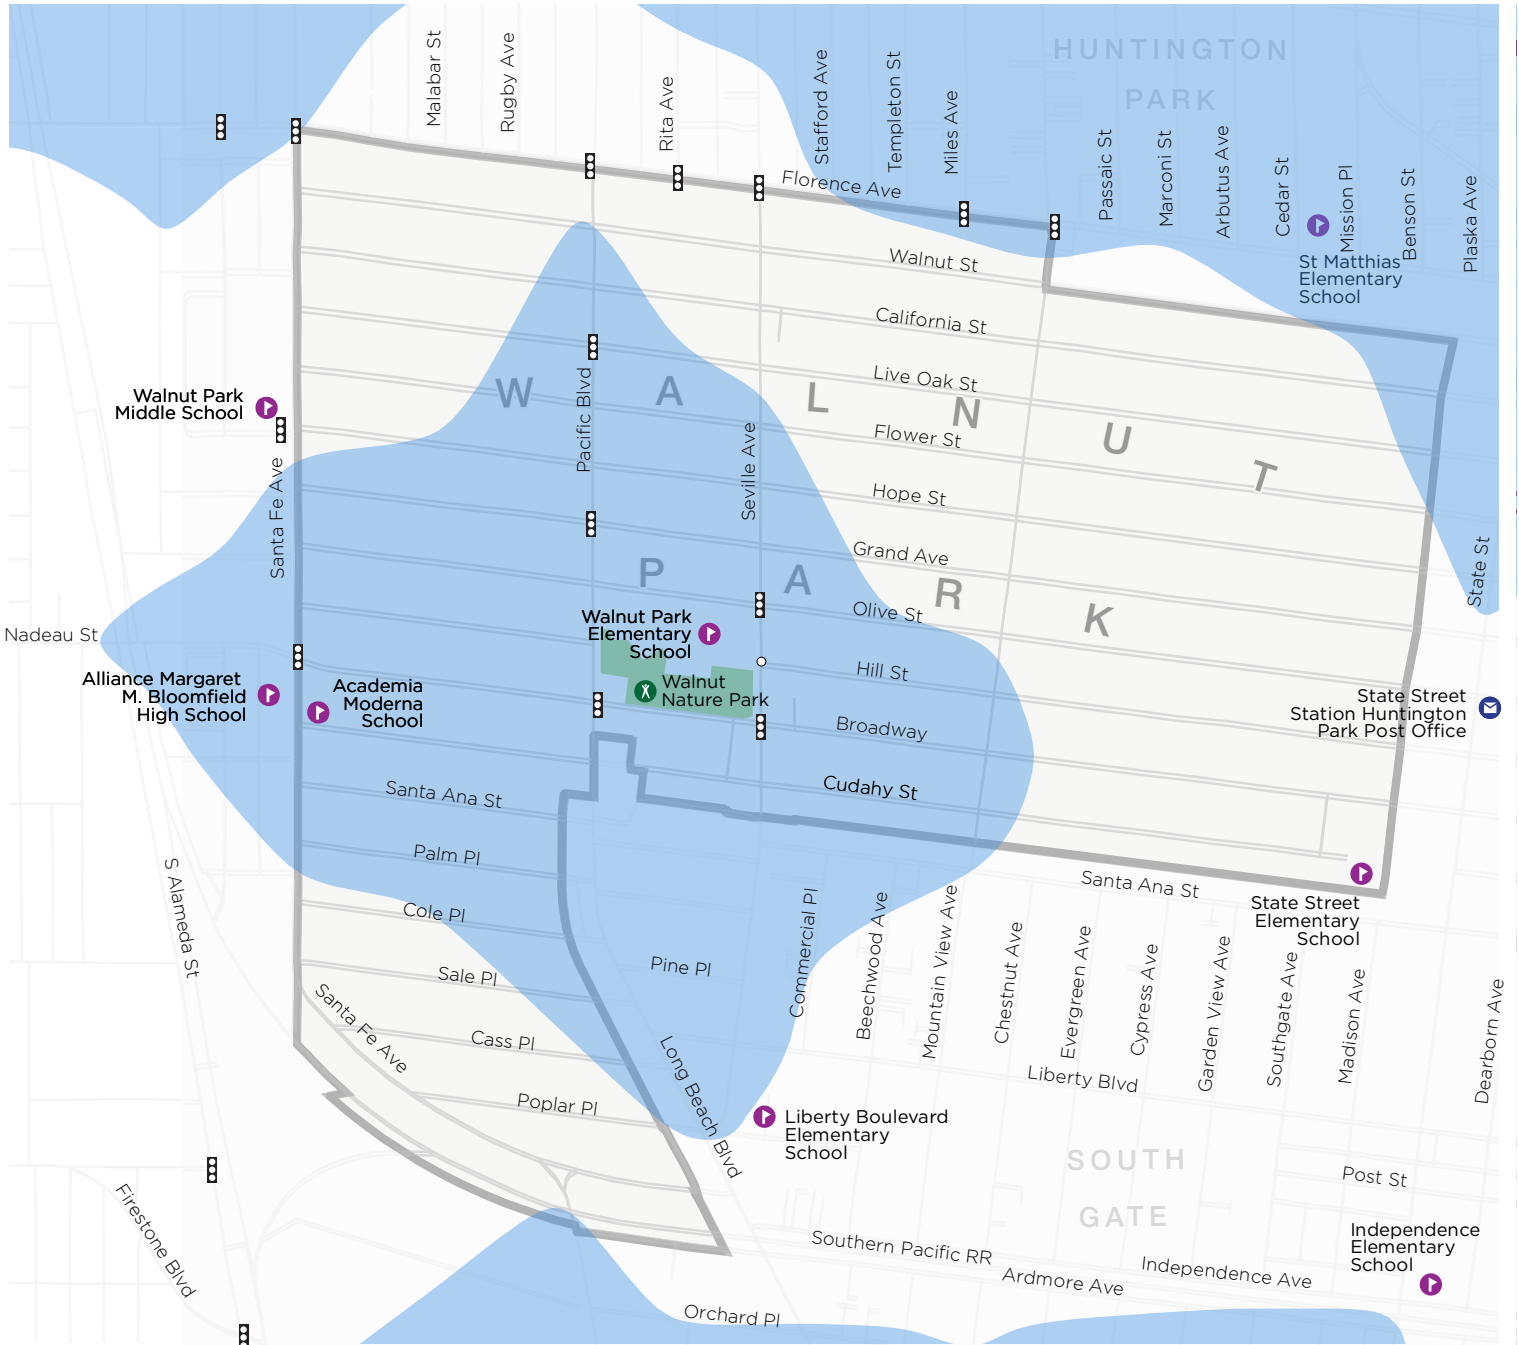 HUNTINGTON
PARK
Malabar St
Rugby Ave
Rita Ave
Stafford Ave
Templeton St
Miles Ave
Passaic St
Marconi St
Arbutus Ave
Cedar St
Mission Pl
Benson St
Plaska Ave
Florence Ave
St Matthias
Elementary
School
Walnut St
California St
Live Oak St
Flower St
Hope St
Grand Ave
Olive St
Hill St
Broadway
Cudahy St
WALNUT
PARK
Walnut Park
Middle School
Santa Fe Ave
Pacific Blvd
Seville Ave
State St
Nadeau St
Walnut Park
Elementary
School
Walnut
Nature Park
Alliance Margaret
M. Bloomfield
High School
Academia
Moderna
School
State Street
Station Huntington
Park Post Office
Santa Ana St
Palm Pl
Cole Pl
Sale Pl
Cass Pl
Poplar Pl
Pine Pl
S Alameda St
Santa Fe Ave
Long Beach Blvd
Commercial Pl
Beechwood Ave
Mountain View Ave
Chestnut Ave
Evergreen Ave
Cypress Ave
Garden View Ave
Southgate Ave
Madison Ave
Dearborn Ave
Santa Ana St
State Street
Elementary
School
Liberty Blvd
Liberty Boulevard
Elementary
School
SOUTH
GATE
Post St
Firestone Blvd
Southern Pacific RR
Ardmore Ave
Independence Ave
Independence
Elementary
School
Orchard Pl